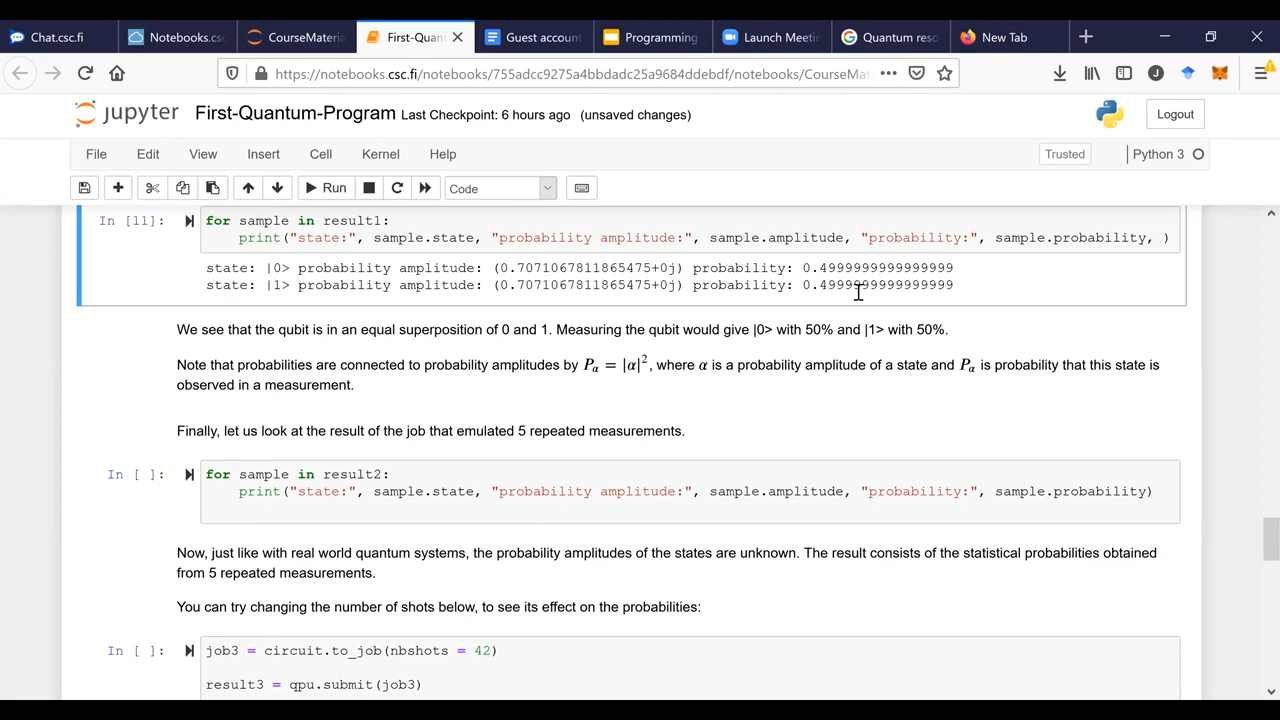 Chat.csc.fi
Notebooks.csc
CourseMateria
First-Quant
Guest account
Programming
Launch Meeti
Quantum reso
New Tab
https://notebooks.csc.fi/notebooks/755adcc9275a4bbdadc25a9684ddebdf/notebooks/CourseMat
J
jupyter First-Quantum-Program Last Checkpoint: 6 hours ago (unsaved changes) Logout
File Edit View Insert Cell Kernel Help Trusted Python 3
Run Code
In [11]: for sample in result1:
print("state:", sample.state, "probability amplitude:", sample.amplitude, "probability:", sample.probability, )
state: |0> probability amplitude: (0.7071067811865475+0j) probability: 0.4999999999999999
state: |1> probability amplitude: (0.7071067811865475+0j) probability: 0.4999999999999999
We see that the qubit is in an equal superposition of 0 and 1. Measuring the qubit would give |0> with 50% and |1> with 50%.
Note that probabilities are connected to probability amplitudes by Pα = |α|², where α is a probability amplitude of a state and Pα is probability that this state is
observed in a measurement.
Finally, let us look at the result of the job that emulated 5 repeated measurements.
In [ ]: for sample in result2:
print("state:", sample.state, "probability amplitude:", sample.amplitude, "probability:", sample.probability)
Now, just like with real world quantum systems, the probability amplitudes of the states are unknown. The result consists of the statistical probabilities obtained
from 5 repeated measurements.
You can try changing the number of shots below, to see its effect on the probabilities:
In [ ]: job3 = circuit.to_job(nbshots = 42)
result3 = qpu.submit(job3)